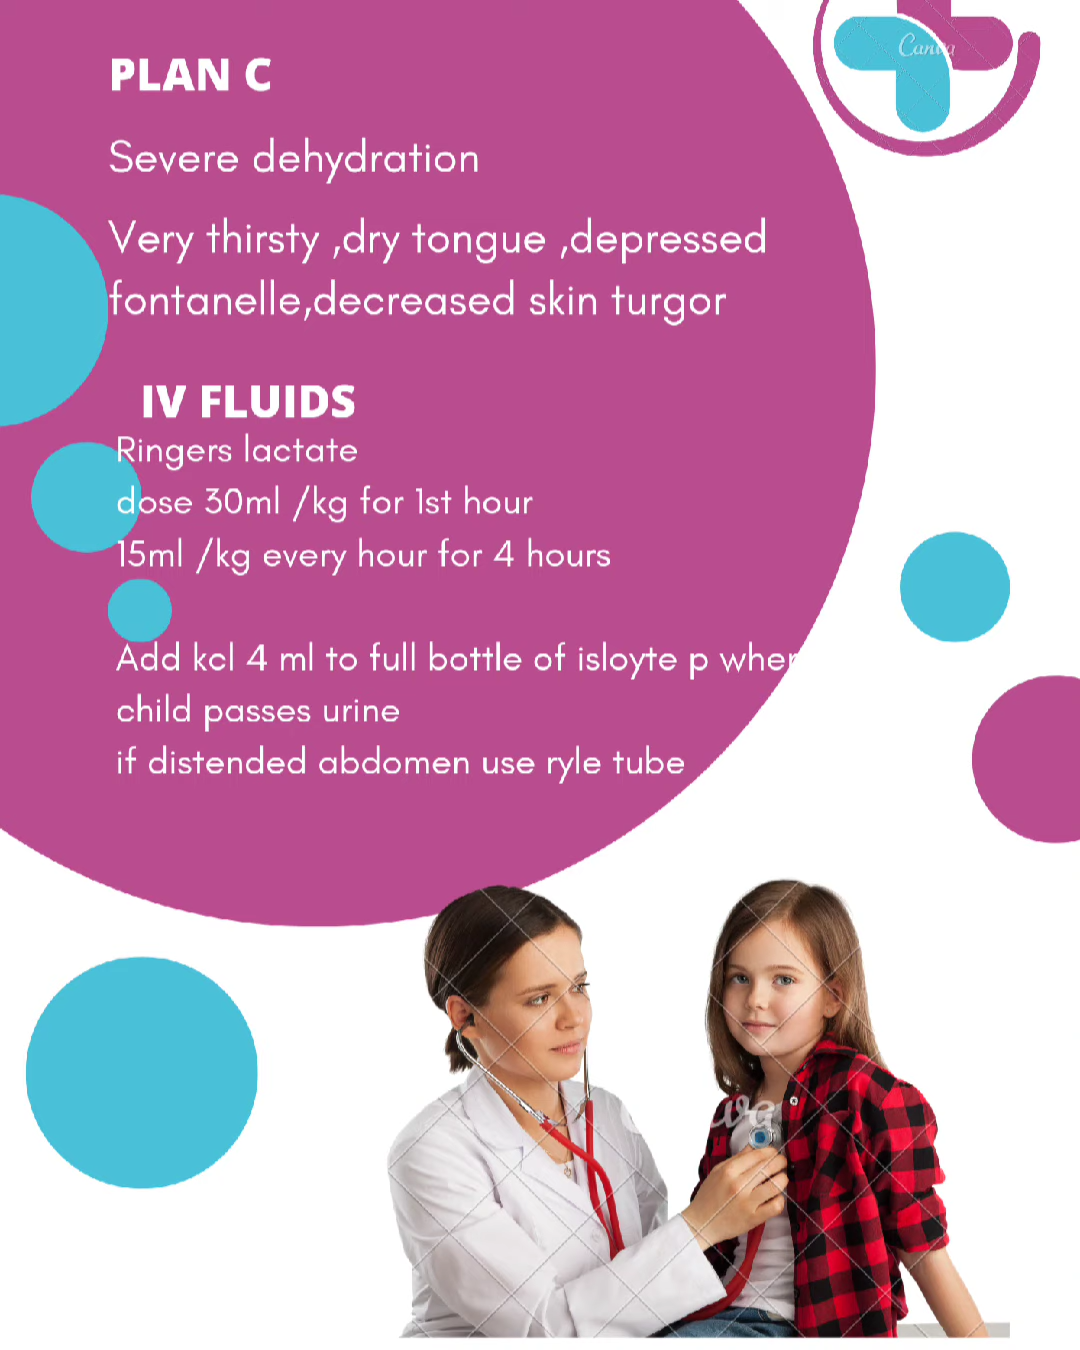 Canva
PLAN C
Severe dehydration
Very thirsty ,dry tongue ,depressed
fontanelle,decreased skin turgor
IV FLUIDS
Ringers lactate
dose 30ml /kg for 1st hour
15ml /kg every hour for 4 hours
Add kcl 4 ml to full bottle of isloyte p when
child passes urine
if distended abdomen use ryle tube